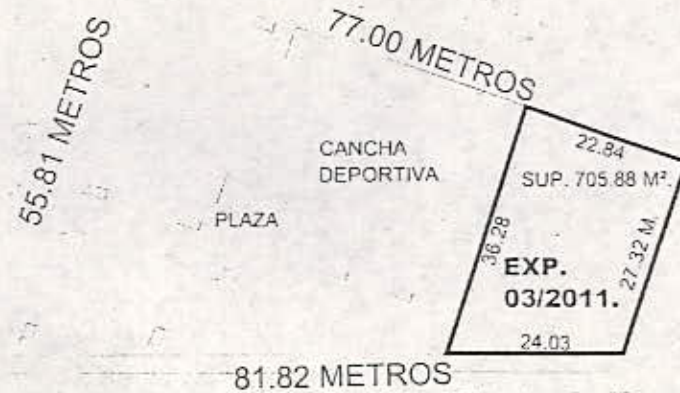 77.00 METROS
55.81 METROS
CANCHA
DEPORTIVA
PLAZA
22.84
SUP. 705.88 M².
36.28
27.32 M.
EXP.
03/2011.
24.03
81.82 METROS